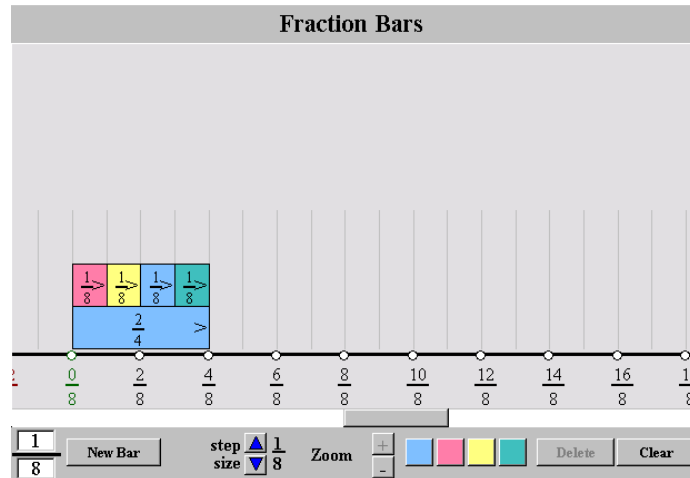 Fraction Bars
1/8 > 1/8 > 1/8 > 1/8 >
2/4 >
0/8 2/8 4/8 6/8 8/8 10/8 12/8 14/8 16/8
1/8 New Bar step size 1/8 Zoom + - Delete Clear